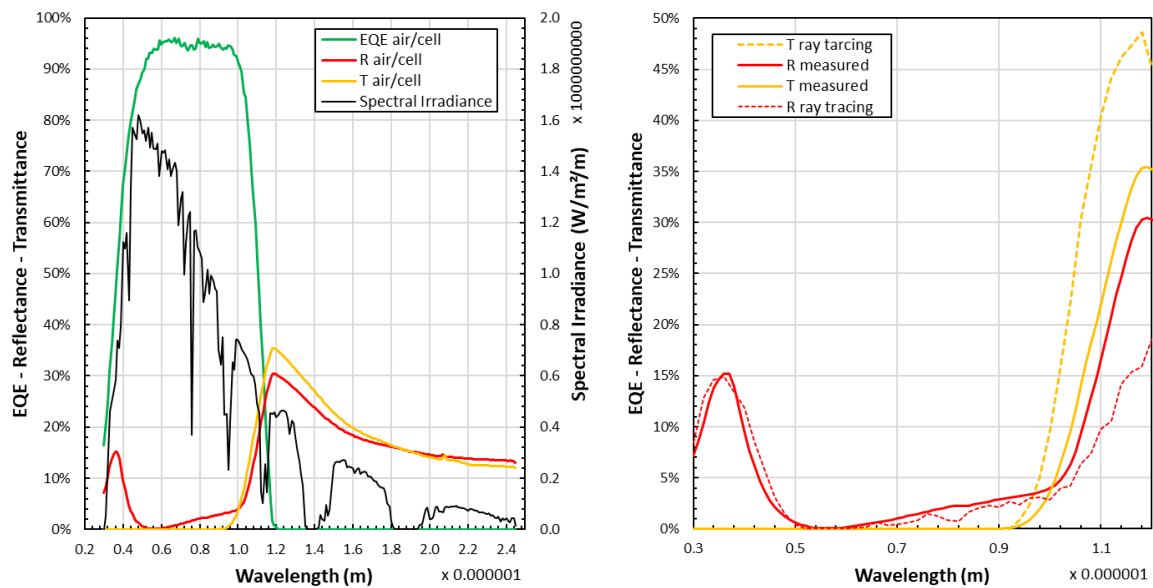 100%
90%
80%
70%
60%
50%
40%
30%
20%
10%
0%
EQE - Reflectance - Transmittance
EQE air/cell
R air/cell
T air/cell
Spectral Irradiance
2.0
1.8
1.6
1.4
1.2
1.0
0.8
0.6
0.4
0.2
0.0
Spectral Irradiance (W/m²/m)
x 1000000000
0.2 0.4 0.6 0.8 1.0 1.2 1.4 1.6 1.8 2.0 2.2 2.4
Wavelength (m)
x 0.000001
50%
45%
40%
35%
30%
25%
20%
15%
10%
5%
0%
EQE - Reflectance - Transmittance
T ray tarcing
R measured
T measured
R ray tracing
0.3 0.5 0.7 0.9 1.1
Wavelength (m)
x 0.000001